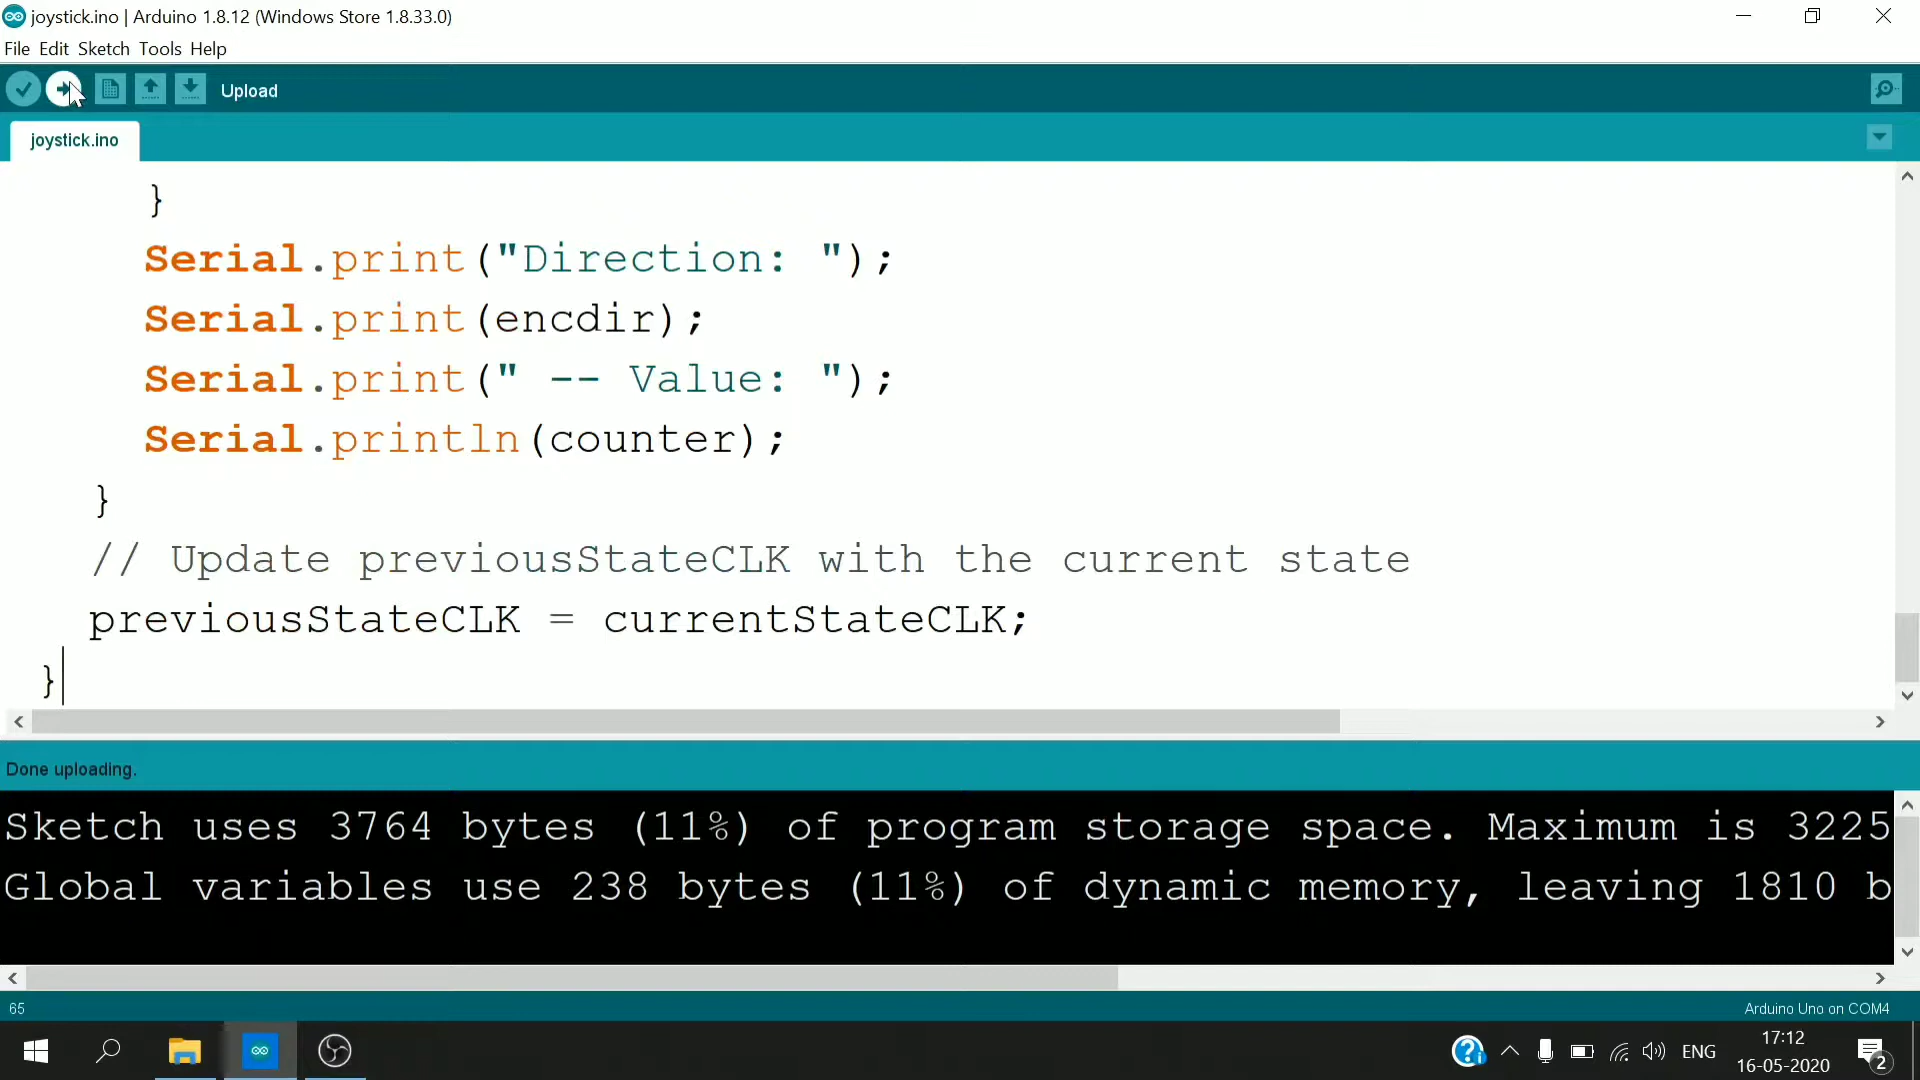 joystick.ino | Arduino 1.8.12 (Windows Store 1.8.33.0)
File Edit Sketch Tools Help
Upload
joystick.ino
}
Serial.print("Direction: ");
Serial.print(encdir);
Serial.print(" -- Value: ");
Serial.println(counter);
}
// Update previousStateCLK with the current state
previousStateCLK = currentStateCLK;
}
Done uploading.
Sketch uses 3764 bytes (11%) of program storage space. Maximum is 3225
Global variables use 238 bytes (11%) of dynamic memory, leaving 1810 b
65
Arduino Uno on COM4
ENG
17:12
16-05-2020
2